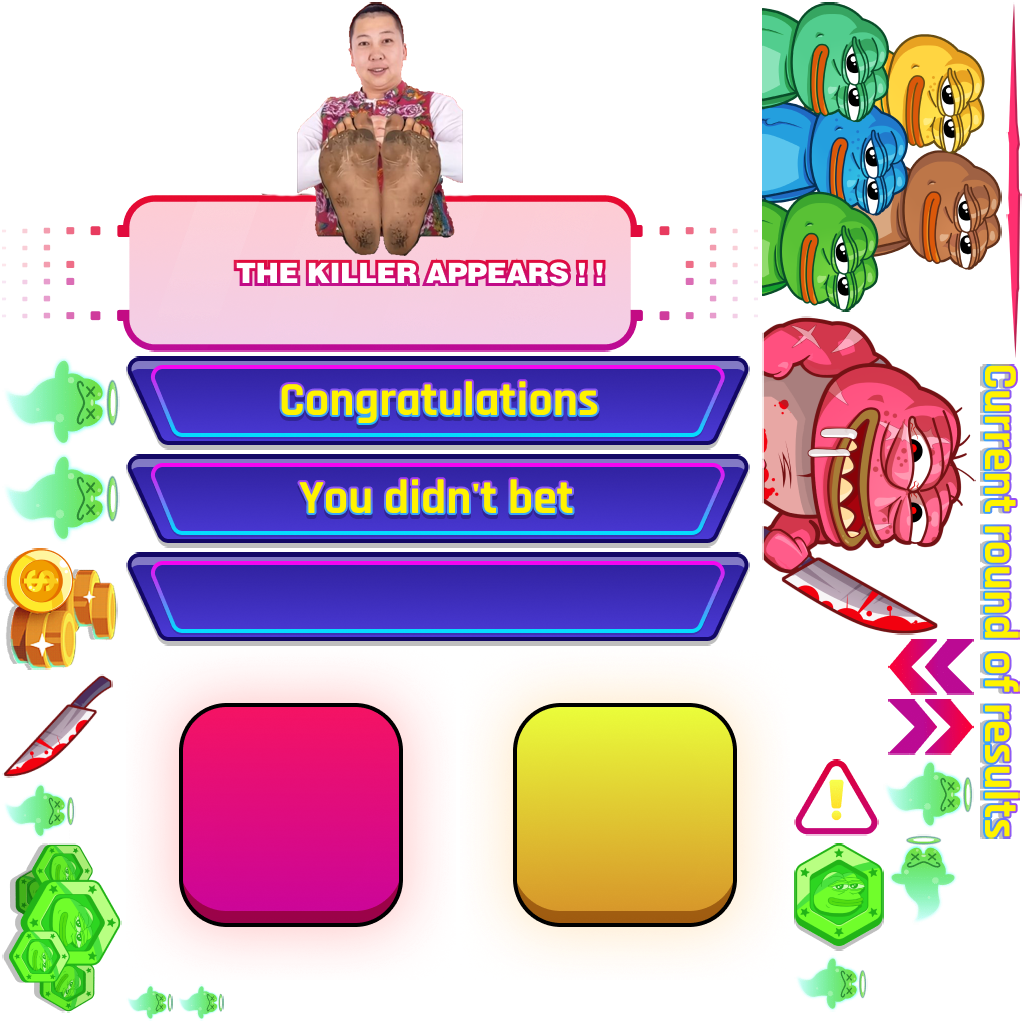 THE KILLER APPEARS ! !
Congratulations
You didn't bet
Current round of results